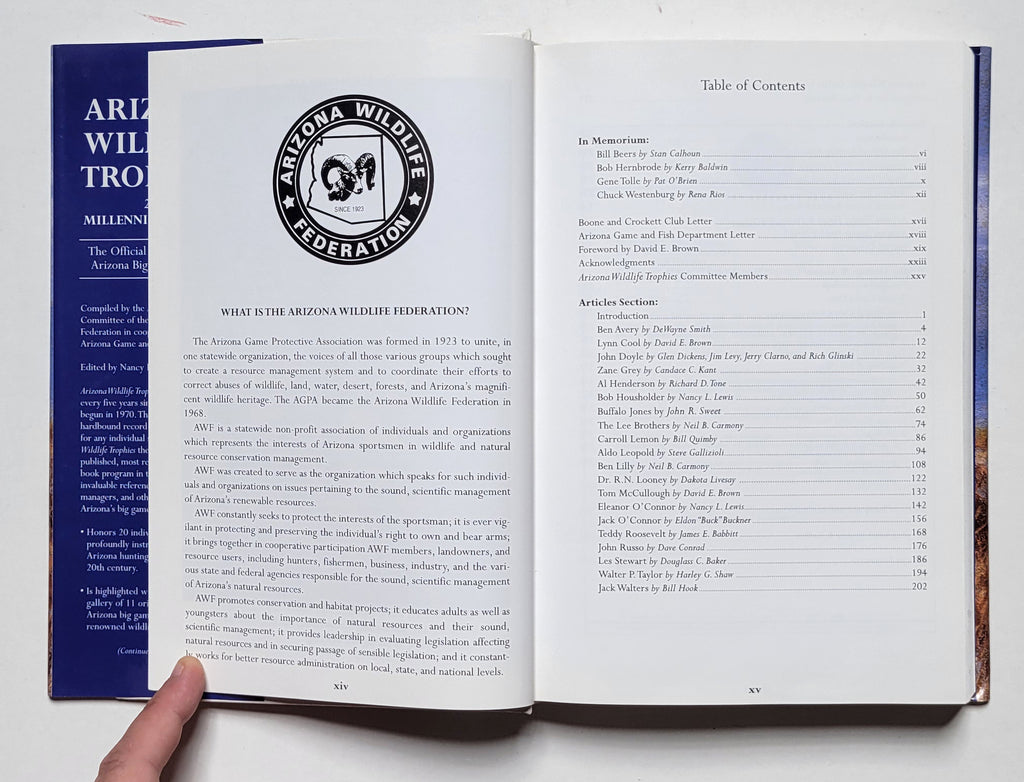 ARIZ
WIL
TRO
MILLENNI
The Official
Arizona Big
Compiled by the
Committee of the
Federation in coo
Arizona Game an
Edited by Nancy
Arizona Wildlife Trop
every five years sin
begun in 1970. Th
hardbound record
for any individual
Wildlife Trophies the
published, most re
book program in t
invaluable referenc
managers, and oth
Arizona's big game
• Honors 20 indiv
profoundly instr
Arizona hunting
20th century.
• Is highlighted w
gallery of 11 ori
Arizona big gam
renowned wildli
(Continue
ARIZONA WILDLIFE
SINCE 1923
FEDERATION
WHAT IS THE ARIZONA WILDLIFE FEDERATION?
The Arizona Game Protective Association was formed in 1923 to unite, in
one statewide organization, the voices of all those various groups which sought
to create a resource management system and to coordinate their efforts to
correct abuses of wildlife, land, water, desert, forests, and Arizona's magnifi-
cent wildlife heritage. The AGPA became the Arizona Wildlife Federation in
1968.
AWF is a statewide non-profit association of individuals and organizations
which represents the interests of Arizona sportsmen in wildlife and natural
resource conservation management.
AWF was created to serve as the organization which speaks for such individ-
uals and organizations on issues pertaining to the sound, scientific management
of Arizona's renewable resources.
AWF constantly seeks to protect the interests of the sportsman; it is ever vig-
ilant in protecting and preserving the individual's right to own and bear arms;
it brings together in cooperative participation AWF members, landowners, and
resource users, including hunters, fishermen, business, industry, and the vari-
ous state and federal agencies responsible for the sound, scientific management
of Arizona's natural resources.
AWF promotes conservation and habitat projects; it educates adults as well as
youngsters about the importance of natural resources and their sound,
scientific management; it provides leadership in evaluating legislation affecting
natural resources and in securing passage of sensible legislation; and it constant-
ly works for better resource administration on local, state, and national levels.
xiv
Table of Contents
In Memorium:
Bill Beers by Stan Calhoun vi
Bob Hernbrode by Kerry Baldwin viii
Gene Tolle by Pat O'Brien x
Chuck Westenburg by Rena Rios xii
Boone and Crockett Club Letter xvii
Arizona Game and Fish Department Letter xviii
Foreword by David E. Brown xix
Acknowledgments xxiii
Arizona Wildlife Trophies Committee Members xxv
Articles Section:
Introduction 1
Ben Avery by DeWayne Smith 4
Lynn Cool by David E. Brown 12
John Doyle by Glen Dickens, Jim Levy, Jerry Clarno, and Rich Glinski 22
Zane Grey by Candace C. Kant 32
Al Henderson by Richard D. Tone 42
Bob Housholder by Nancy L. Lewis 50
Buffalo Jones by John R. Sweet 62
The Lee Brothers by Neil B. Carmony 74
Carroll Lemon by Bill Quimby 86
Aldo Leopold by Steve Gallizioli 94
Ben Lilly by Neil B. Carmony 108
Dr. R.N. Looney by Dakota Livesay 122
Tom McCullough by David E. Brown 132
Eleanor O'Connor by Nancy L. Lewis 142
Jack O'Connor by Eldon "Buck" Buckner 156
Teddy Roosevelt by James E. Babbitt 168
John Russo by Dave Conrad 176
Les Stewart by Douglass C. Baker 186
Walter P. Taylor by Harley G. Shaw 194
Jack Walters by Bill Hook 202
xv